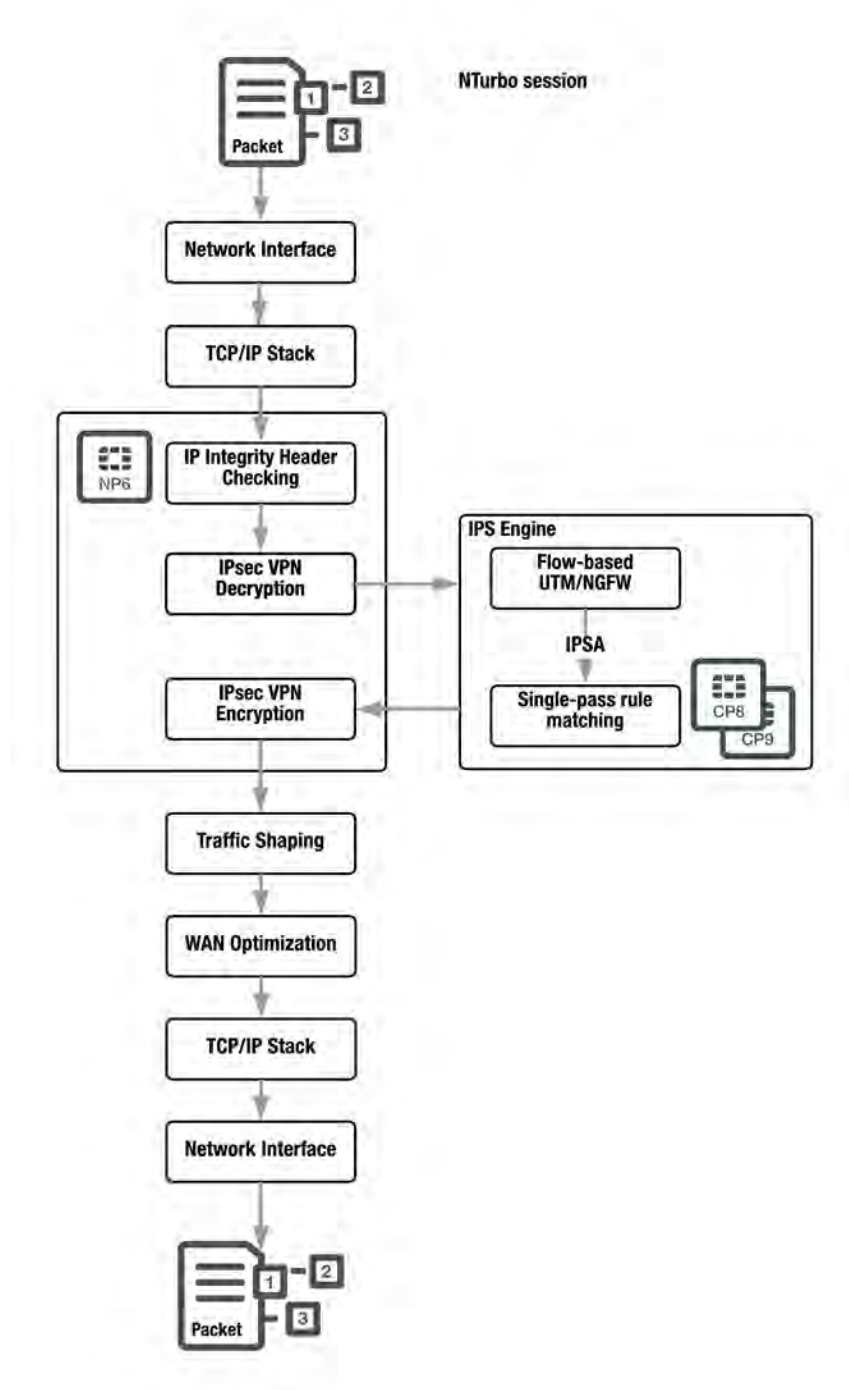 NTurbo session
1
2
3
Packet
Network Interface
TCP/IP Stack
NP6
IP Integrity Header
Checking
IPsec VPN
Decryption
IPS Engine
Flow-based
UTM/NGFW
IPSA
Single-pass rule
matching
CP8
CP9
IPsec VPN
Encryption
Traffic Shaping
WAN Optimization
TCP/IP Stack
Network Interface
1
2
3
Packet